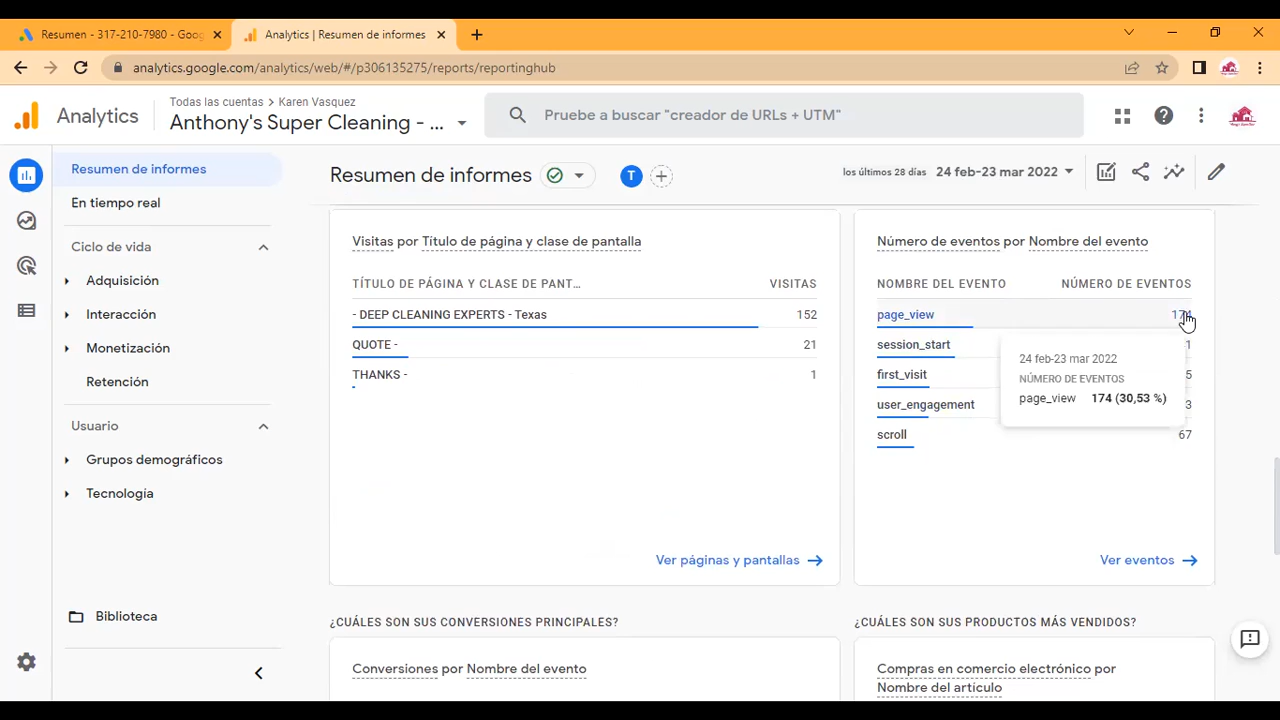 Resumen - 317-210-7980 - Goog
Analytics | Resumen de informes
analytics.google.com/analytics/web/#/p306135275/reports/reportinghub
Analytics
Todas las cuentas > Karen Vasquez
Anthony's Super Cleaning - ...
Pruebe a buscar "creador de URLs + UTM"
Resumen de informes
En tiempo real
Ciclo de vida
Adquisición
Interacción
Monetización
Retención
Usuario
Grupos demográficos
Tecnología
Biblioteca
Resumen de informes
T
los últimos 28 días
24 feb-23 mar 2022
Visitas por Título de página y clase de pantalla
TÍTULO DE PÁGINA Y CLASE DE PANT...
VISITAS
- DEEP CLEANING EXPERTS - Texas
152
QUOTE -
21
THANKS -
1
Ver páginas y pantallas
Número de eventos por Nombre del evento
NOMBRE DEL EVENTO
NÚMERO DE EVENTOS
page_view
174
session_start
first_visit
user_engagement
scroll
67
24 feb-23 mar 2022
NÚMERO DE EVENTOS
page_view 174 (30,53 %)
Ver eventos
¿CUÁLES SON SUS CONVERSIONES PRINCIPALES?
Conversiones por Nombre del evento
¿CUÁLES SON SUS PRODUCTOS MÁS VENDIDOS?
Compras en comercio electrónico por
Nombre del artículo